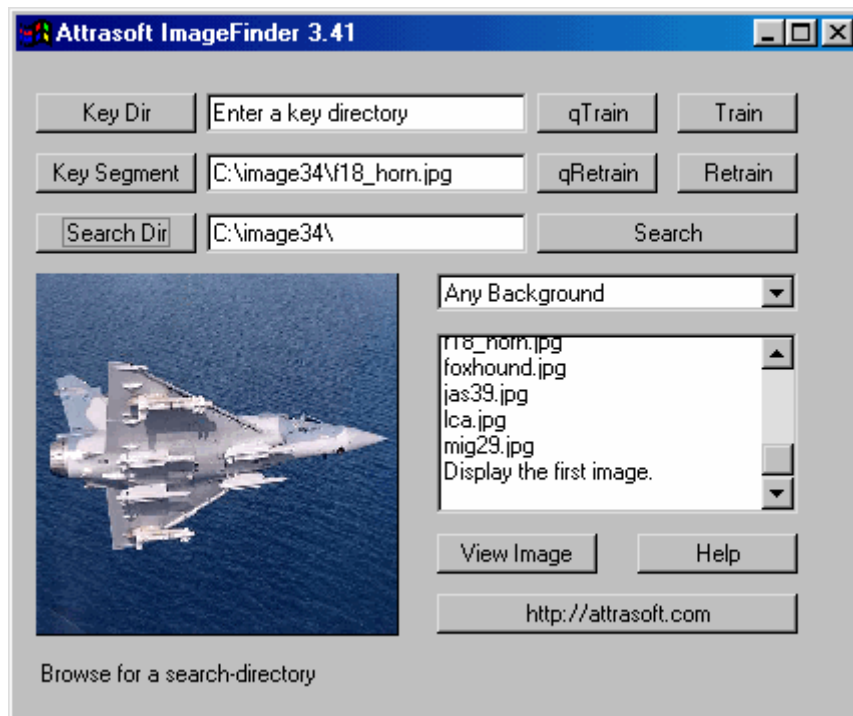 Attrasoft ImageFinder 3.41
Key Dir
Enter a key directory
qTrain
Train
Key Segment
C:\image34\f18_horn.jpg
qRetrain
Retrain
Search Dir
C:\image34\
Search
Any Background
f18_horn.jpg
foxhound.jpg
jas39.jpg
lca.jpg
mig29.jpg
Display the first image.
View Image
Help
http://attrasoft.com
Browse for a search-directory